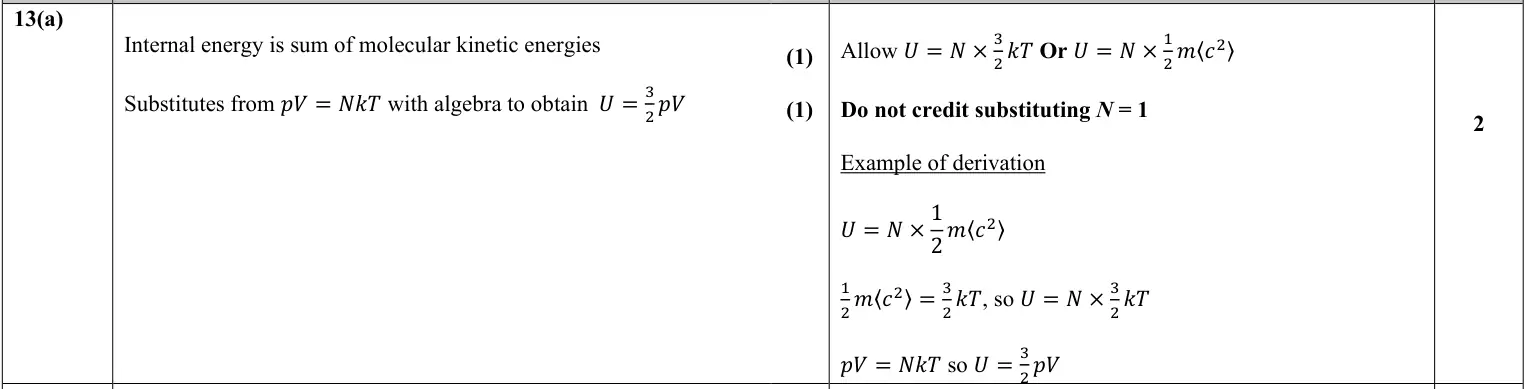 13(a)
Internal energy is sum of molecular kinetic energies (1)
Allow 𝑈 = 𝑁 × 3/2 𝑘𝑇 Or 𝑈 = 𝑁 × 1/2 𝑚⟨𝑐²⟩
Substitutes from 𝑝𝑉 = 𝑁𝑘𝑇 with algebra to obtain 𝑈 = 3/2 𝑝𝑉 (1)
Do not credit substituting N = 1
2
Example of derivation
𝑈 = 𝑁 × 1/2 𝑚⟨𝑐²⟩
1/2 𝑚⟨𝑐²⟩ = 3/2 𝑘𝑇, so 𝑈 = 𝑁 × 3/2 𝑘𝑇
𝑝𝑉 = 𝑁𝑘𝑇 so 𝑈 = 3/2 𝑝𝑉